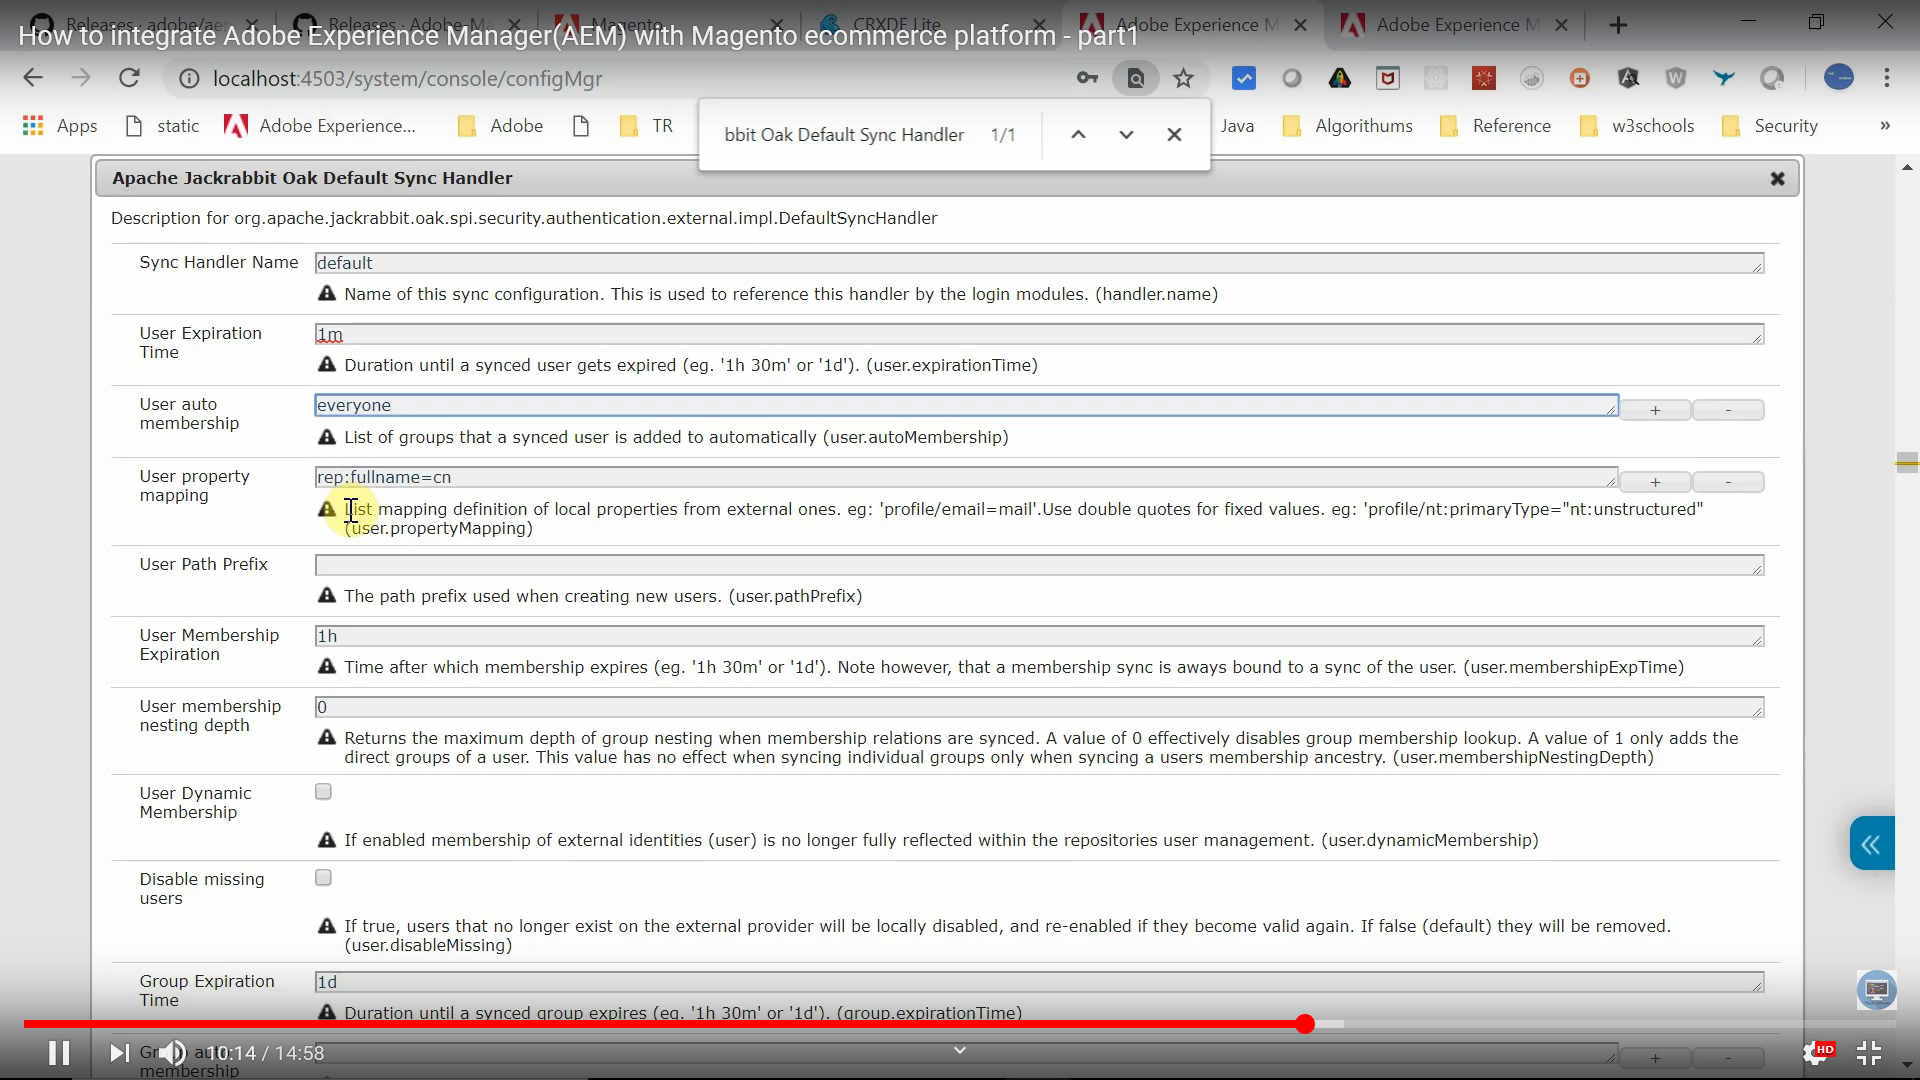 Releases · adobe/aem
Releases · Adobe-Ma
Magento
CRXDE Lite
Adobe Experience M
Adobe Experience M
How to integrate Adobe Experience Manager(AEM) with Magento ecommerce platform - part1
localhost:4503/system/console/configMgr
Apps
static
Adobe Experience...
Adobe
TR
bbit Oak Default Sync Handler 1/1
Java
Algorithums
Reference
w3schools
Security
»
Apache Jackrabbit Oak Default Sync Handler
Description for org.apache.jackrabbit.oak.spi.security.authentication.external.impl.DefaultSyncHandler
Sync Handler Name
default
Name of this sync configuration. This is used to reference this handler by the login modules. (handler.name)
User Expiration
Time
1m
Duration until a synced user gets expired (eg. '1h 30m' or '1d'). (user.expirationTime)
User auto
membership
everyone
+ -
List of groups that a synced user is added to automatically (user.autoMembership)
User property
mapping
rep:fullname=cn
+ -
List mapping definition of local properties from external ones. eg: 'profile/email=mail'.Use double quotes for fixed values. eg: 'profile/nt:primaryType="nt:unstructured"
(user.propertyMapping)
User Path Prefix
The path prefix used when creating new users. (user.pathPrefix)
User Membership
Expiration
1h
Time after which membership expires (eg. '1h 30m' or '1d'). Note however, that a membership sync is aways bound to a sync of the user. (user.membershipExpTime)
User membership
nesting depth
0
Returns the maximum depth of group nesting when membership relations are synced. A value of 0 effectively disables group membership lookup. A value of 1 only adds the
direct groups of a user. This value has no effect when syncing individual groups only when syncing a users membership ancestry. (user.membershipNestingDepth)
User Dynamic
Membership
If enabled membership of external identities (user) is no longer fully reflected within the repositories user management. (user.dynamicMembership)
Disable missing
users
If true, users that no longer exist on the external provider will be locally disabled, and re-enabled if they become valid again. If false (default) they will be removed.
(user.disableMissing)
Group Expiration
Time
1d
Duration until a synced group expires (eg. '1h 30m' or '1d'). (group.expirationTime)
Group auto
membership
+ -
10:14 / 14:58
HD